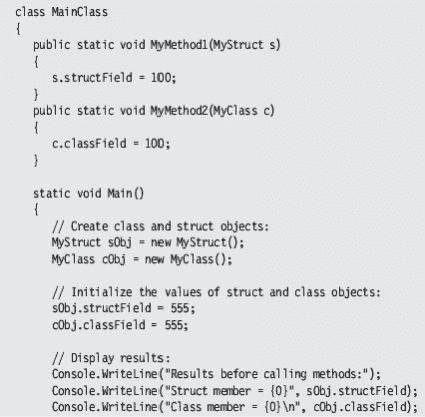 class MainClass
{
public static void MyMethod1(MyStruct s)
{
s.structField = 100;
}
public static void MyMethod2(MyClass c)
{
c.classField = 100;
}
static void Main()
{
// Create class and struct objects:
MyStruct sObj = new MyStruct();
MyClass cObj = new MyClass();
// Initialize the values of struct and class objects:
sObj.structField = 555;
cObj.classField = 555;
// Display results:
Console.WriteLine("Results before calling methods:");
Console.WriteLine("Struct member = {0}", sObj.structField);
Console.WriteLine("Class member = {0}\n", cObj.classField);